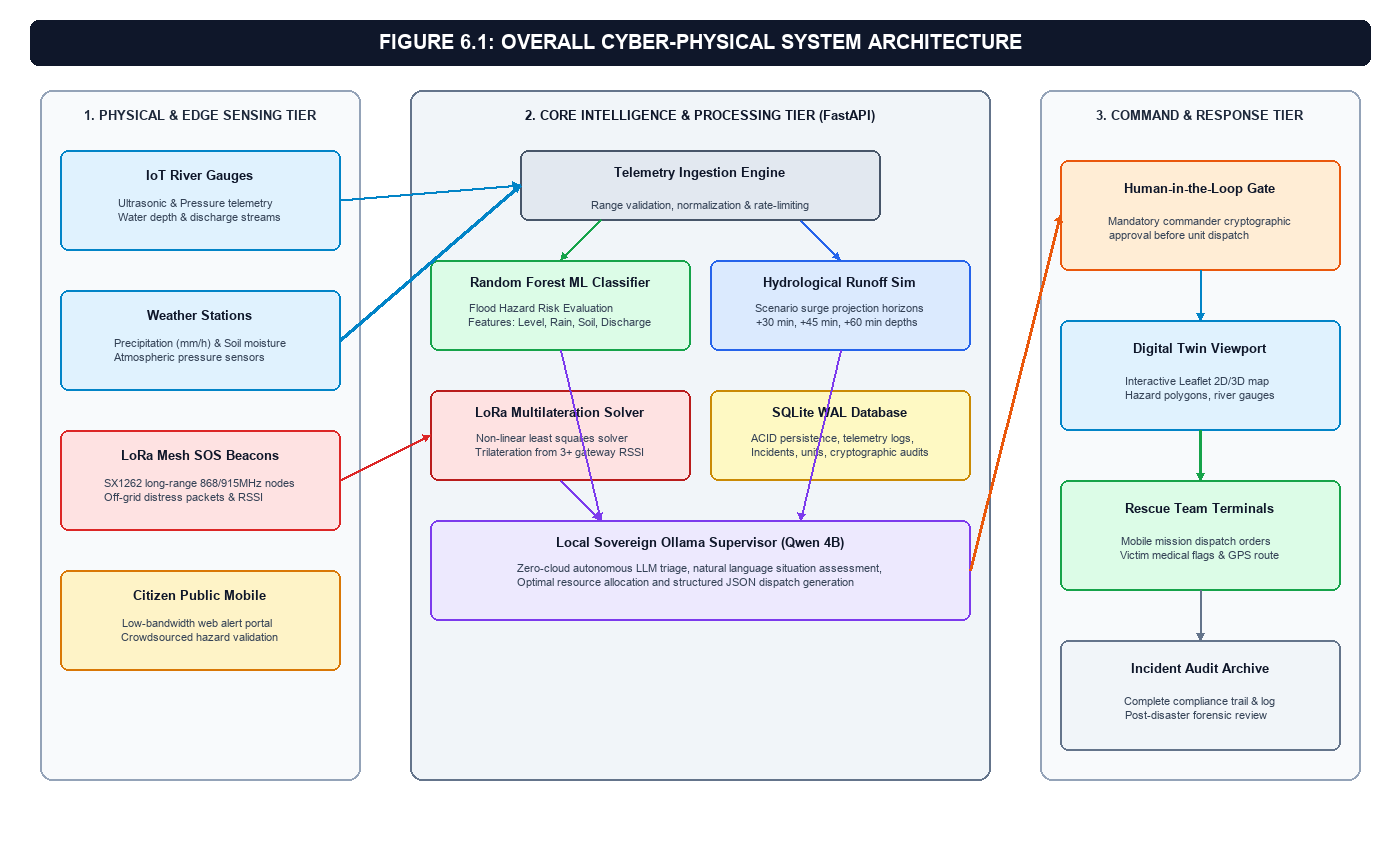 FIGURE 6.1: OVERALL CYBER-PHYSICAL SYSTEM ARCHITECTURE
1. PHYSICAL & EDGE SENSING TIER
IoT River Gauges
Ultrasonic & Pressure telemetry
Water depth & discharge streams
Weather Stations
Precipitation (mm/h) & Soil moisture
Atmospheric pressure sensors
LoRa Mesh SOS Beacons
SX1262 long-range 868/915MHz nodes
Off-grid distress packets & RSSI
Citizen Public Mobile
Low-bandwidth web alert portal
Crowdsourced hazard validation
2. CORE INTELLIGENCE & PROCESSING TIER (FastAPI)
Telemetry Ingestion Engine
Range validation, normalization & rate-limiting
Random Forest ML Classifier
Flood Hazard Risk Evaluation
Features: Level, Rain, Soil, Discharge
Hydrological Runoff Sim
Scenario surge projection horizons
+30 min, +45 min, +60 min depths
LoRa Multilateration Solver
Non-linear least squares solver
Trilateration from 3+ gateway RSSI
SQLite WAL Database
ACID persistence, telemetry logs,
Incidents, units, cryptographic audits
Local Sovereign Ollama Supervisor (Qwen 4B)
Zero-cloud autonomous LLM triage, natural language situation assessment,
Optimal resource allocation and structured JSON dispatch generation
3. COMMAND & RESPONSE TIER
Human-in-the-Loop Gate
Mandatory commander cryptographic
approval before unit dispatch
Digital Twin Viewport
Interactive Leaflet 2D/3D map
Hazard polygons, river gauges
Rescue Team Terminals
Mobile mission dispatch orders
Victim medical flags & GPS route
Incident Audit Archive
Complete compliance trail & log
Post-disaster forensic review